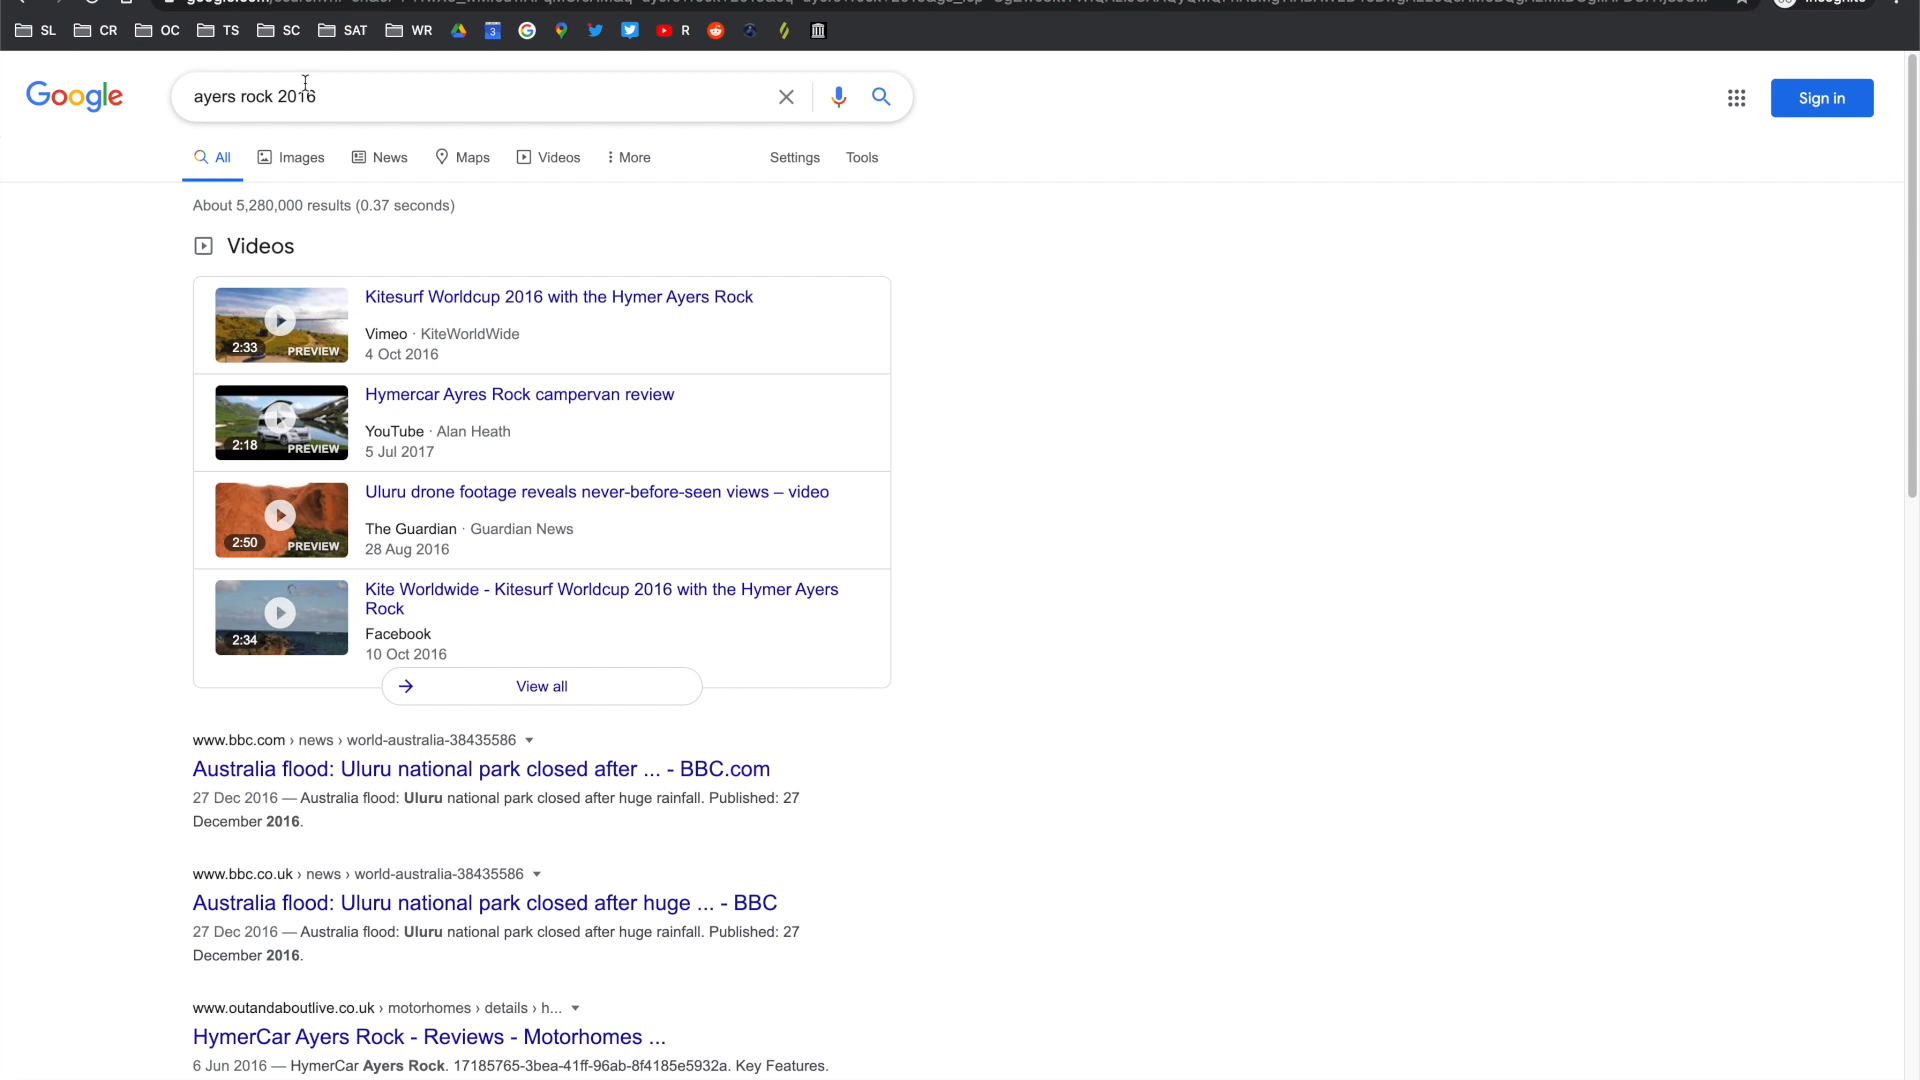 SL CR OC TS SC SAT WR 3 R
Google
ayers rock 2016
Sign in
All Images News Maps Videos More Settings Tools
About 5,280,000 results (0.37 seconds)
Videos
Kitesurf Worldcup 2016 with the Hymer Ayers Rock
Vimeo · KiteWorldWide
2:33 PREVIEW
4 Oct 2016
Hymercar Ayres Rock campervan review
YouTube · Alan Heath
2:18 PREVIEW
5 Jul 2017
Uluru drone footage reveals never-before-seen views – video
The Guardian · Guardian News
2:50 PREVIEW
28 Aug 2016
Kite Worldwide - Kitesurf Worldcup 2016 with the Hymer Ayers
Rock
Facebook
2:34
10 Oct 2016
View all
www.bbc.com › news › world-australia-38435586
Australia flood: Uluru national park closed after ... - BBC.com
27 Dec 2016 — Australia flood: Uluru national park closed after huge rainfall. Published: 27
December 2016.
www.bbc.co.uk › news › world-australia-38435586
Australia flood: Uluru national park closed after huge ... - BBC
27 Dec 2016 — Australia flood: Uluru national park closed after huge rainfall. Published: 27
December 2016.
www.outandaboutlive.co.uk › motorhomes › details › h...
HymerCar Ayers Rock - Reviews - Motorhomes ...
6 Jun 2016 — HymerCar Ayers Rock. 17185765-3bea-41ff-96ab-8f4185e5932a. Key Features.